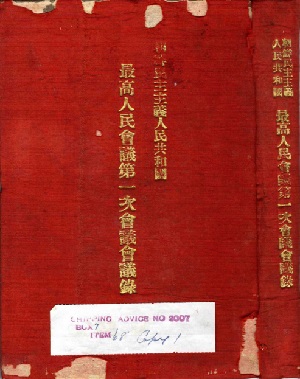 朝鮮民主主義人民共和國
最高人民會議第一次會議會議錄
SHIPPING ADVICE NO 2007
BOX 7
ITEM 68 Copy 1
朝鮮民主主義
人民共和國
最高人民會議第一次會議會議錄